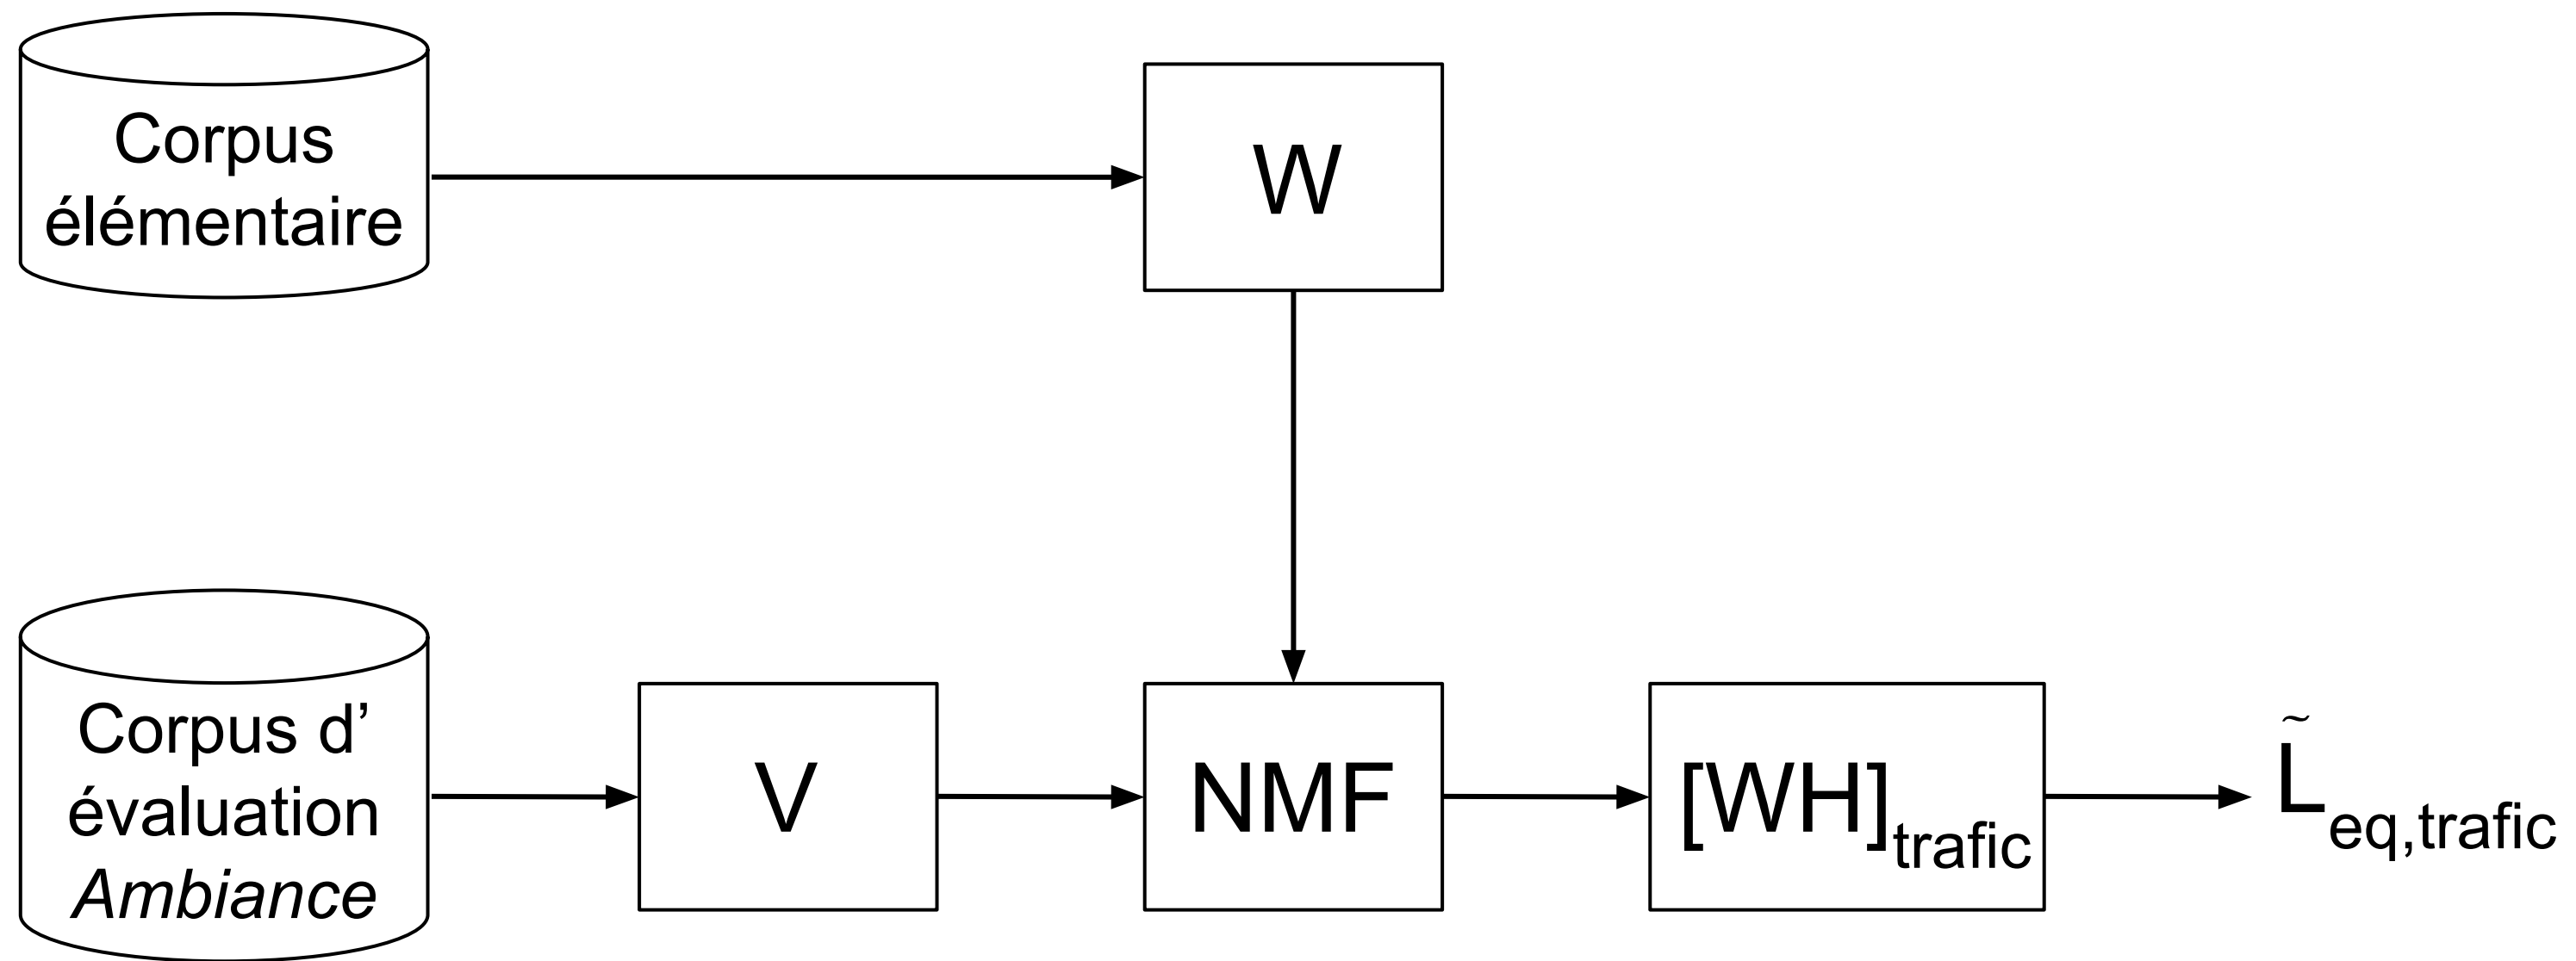 Corpus
élémentaire
W
Corpus d’
évaluation
Ambiance
V
NMF
[WH]trafic
L̃eq,trafic